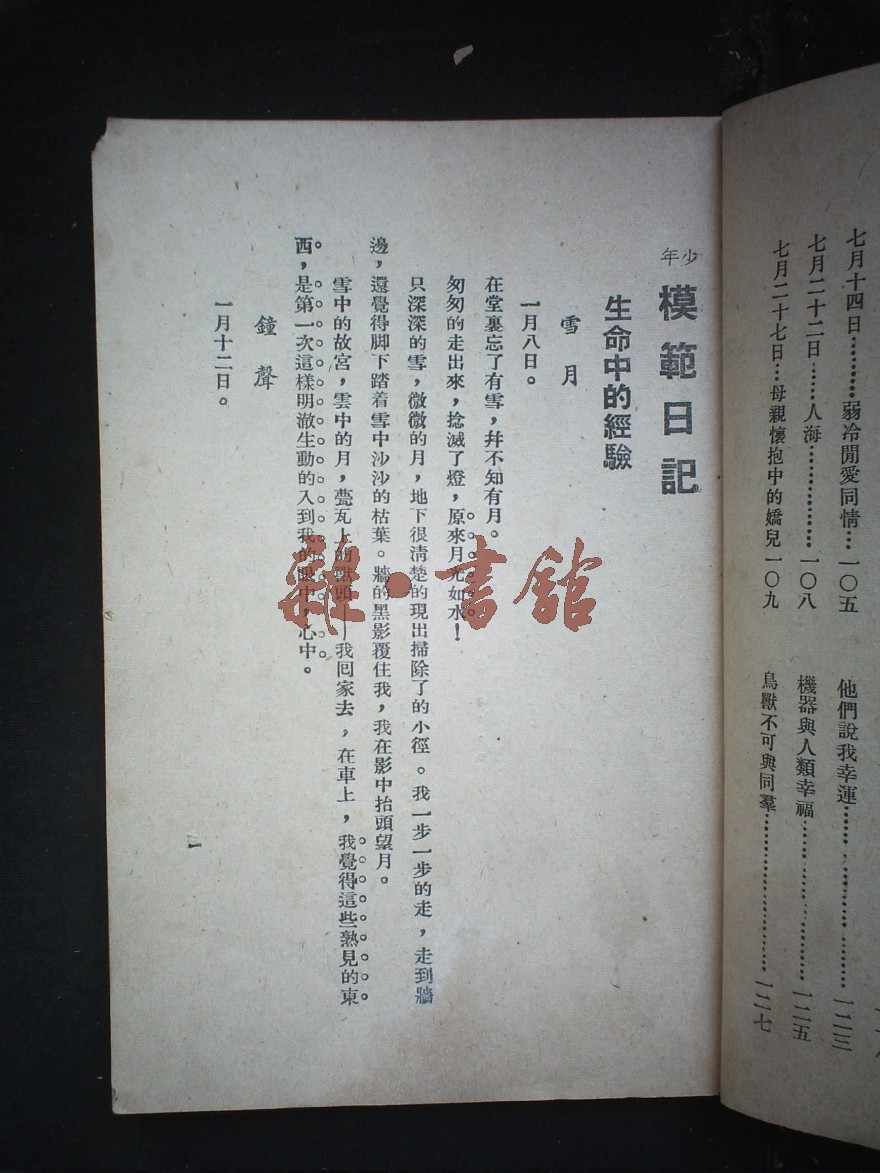 七月十四日………弱冷閒愛同情…一〇五
七月二十二日……人海……………一〇八
七月二十七日…母親懷抱中的嬌兒一〇九
他們說我幸運……………一二三
機器與人類幸福……………一二五
鳥獸不可與同羣……………一二七
少年
模範日記
生命中的經驗
雪月
一月八日。
在堂裏忘了有雪,幷不知有月。
匆匆的走出來,捻滅了燈,原來月光如水!
只深深的雪,微微的月,地下很淸楚的現出掃除了的小徑。我一步一步的走,走到牆
邊,還覺得脚下踏着雪中沙沙的枯葉。牆的黑影覆住我,我在影中抬頭望月。
雪中的故宮,雲中的月,甍瓦上的獸頭——我囘家去,在車上,我覺得這些熟見的東
西,是第一次這樣明澈生動的入到我的眼中,心中。
鐘聲
一月十二日。
一
雜·書館